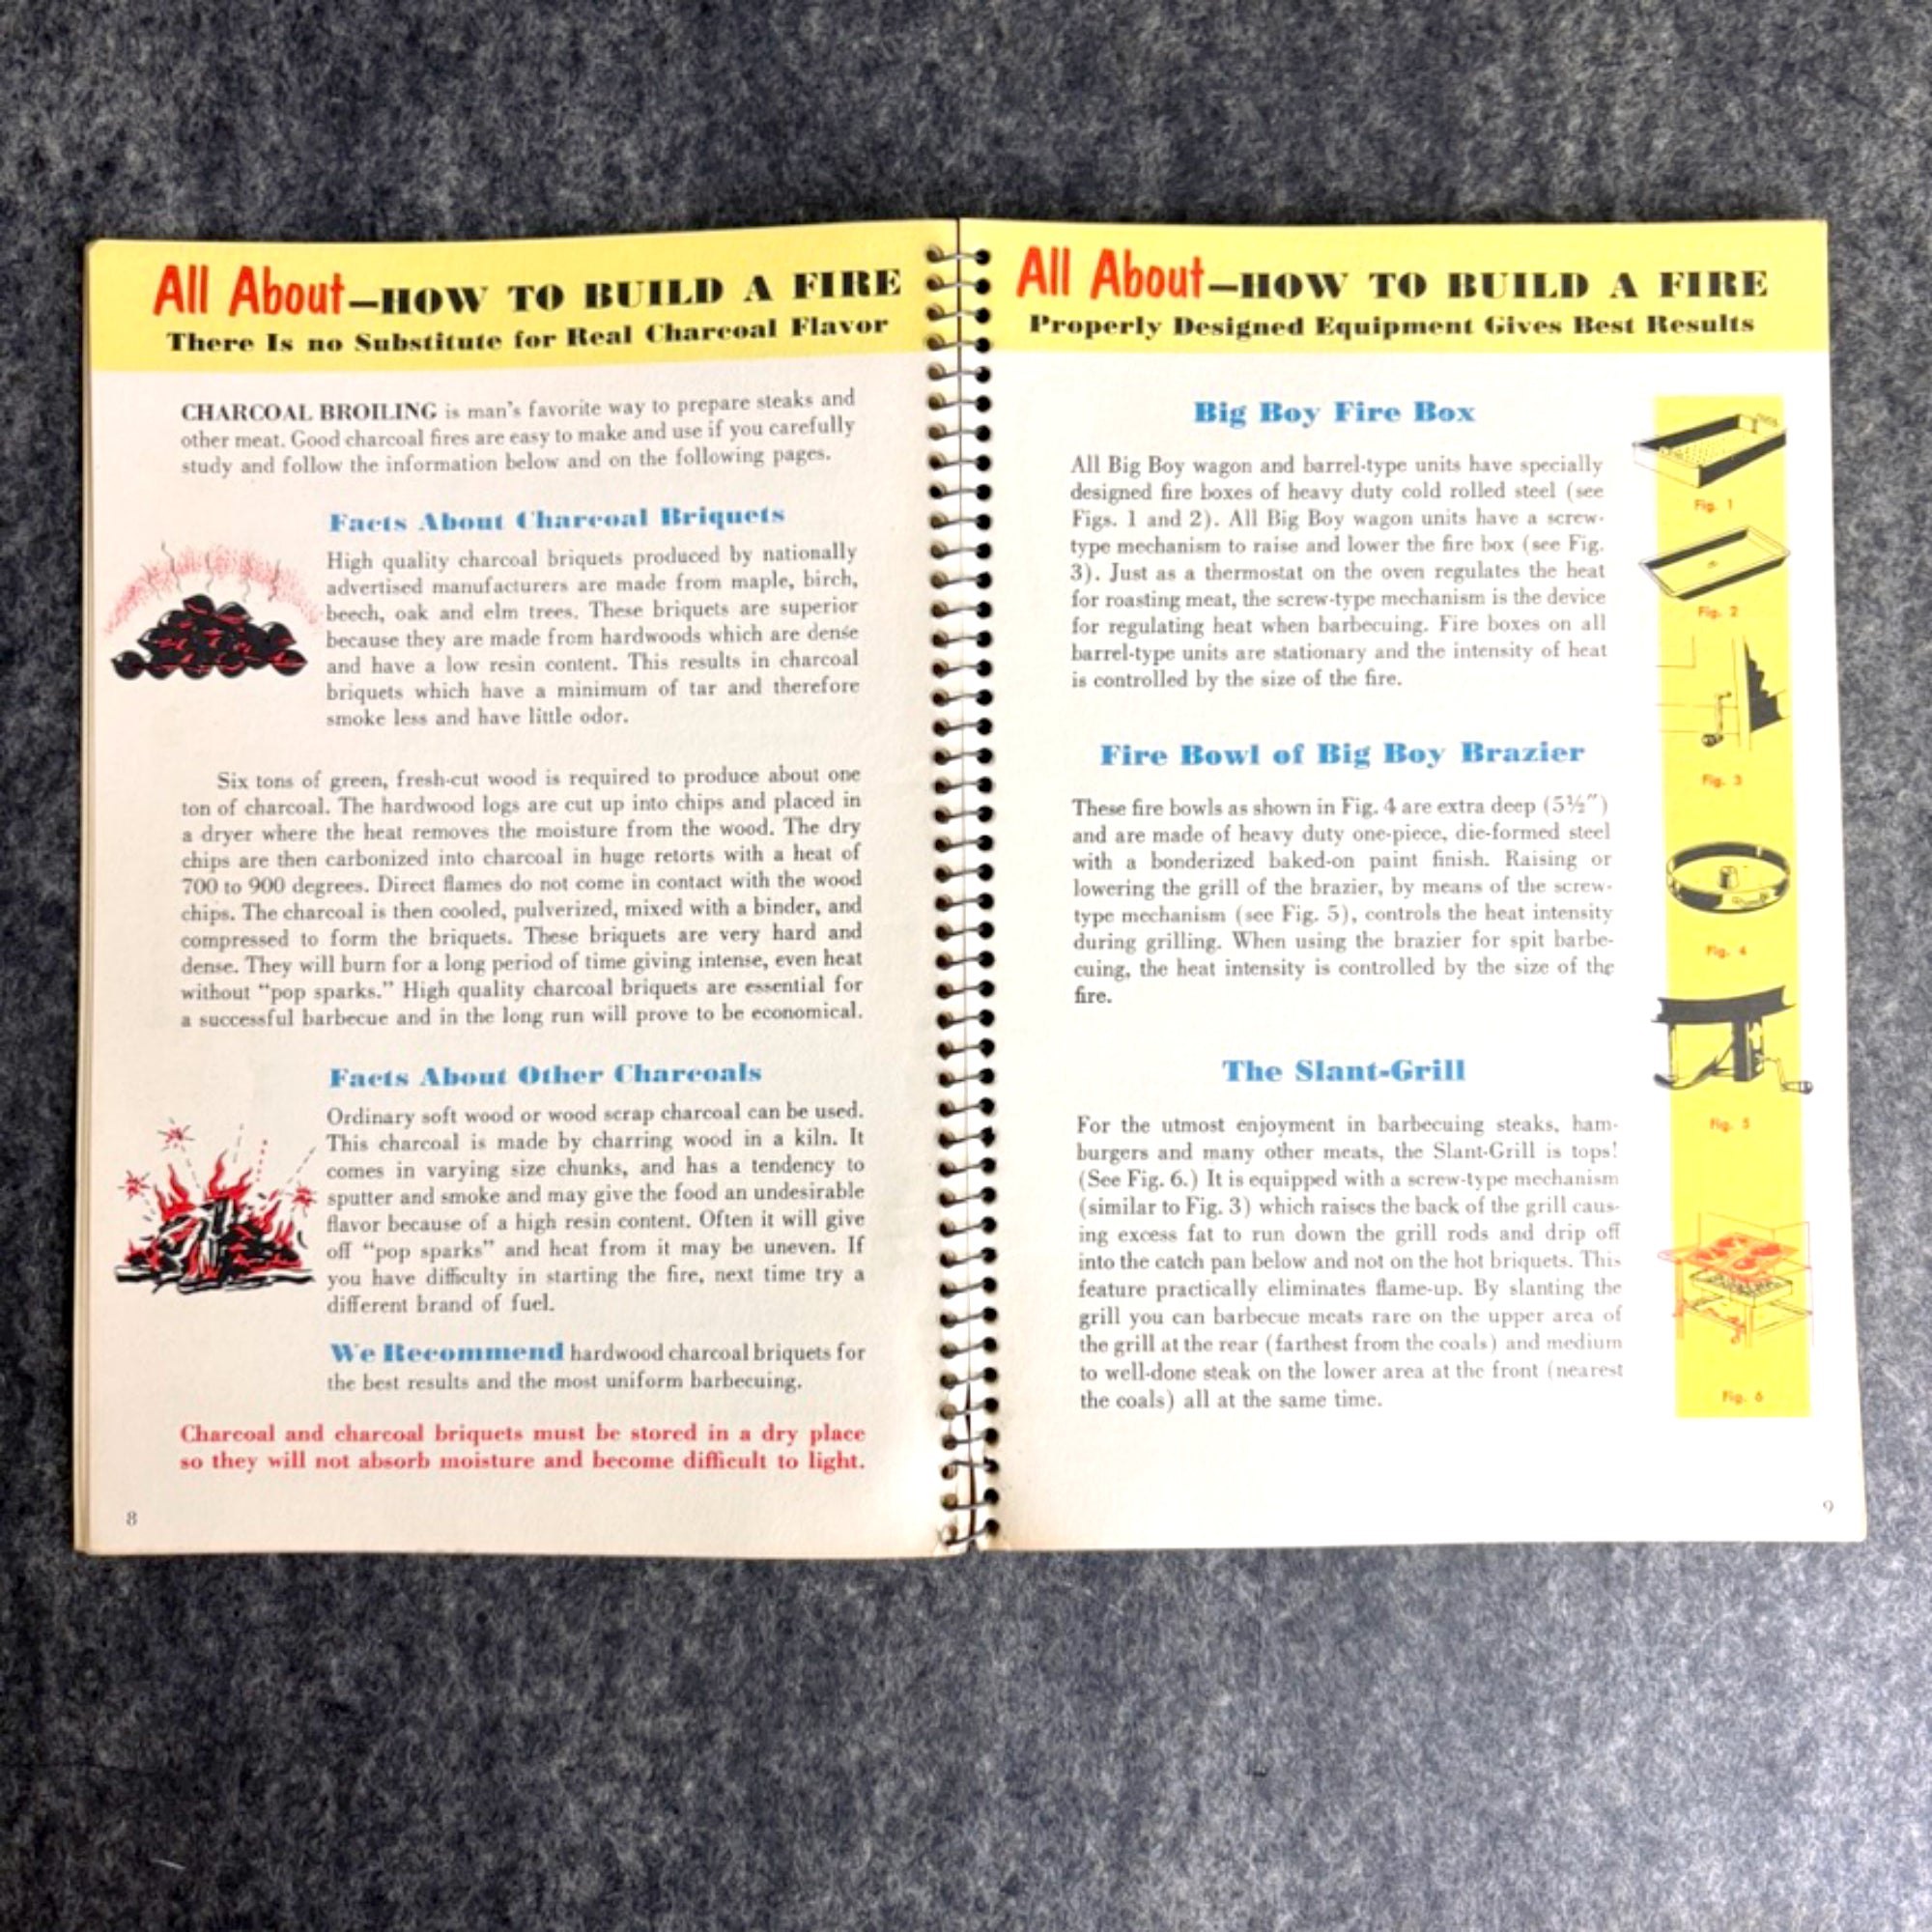 All About—HOW TO BUILD A FIRE
There Is no Substitute for Real Charcoal Flavor
CHARCOAL BROILING is man's favorite way to prepare steaks and
other meat. Good charcoal fires are easy to make and use if you carefully
study and follow the information below and on the following pages.
Facts About Charcoal Briquets
High quality charcoal briquets produced by nationally
advertised manufacturers are made from maple, birch,
beech, oak and elm trees. These briquets are superior
because they are made from hardwoods which are dense
and have a low resin content. This results in charcoal
briquets which have a minimum of tar and therefore
smoke less and have little odor.
Six tons of green, fresh-cut wood is required to produce about one
ton of charcoal. The hardwood logs are cut up into chips and placed in
a dryer where the heat removes the moisture from the wood. The dry
chips are then carbonized into charcoal in huge retorts with a heat of
700 to 900 degrees. Direct flames do not come in contact with the wood
chips. The charcoal is then cooled, pulverized, mixed with a binder, and
compressed to form the briquets. These briquets are very hard and
dense. They will burn for a long period of time giving intense, even heat
without "pop sparks." High quality charcoal briquets are essential for
a successful barbecue and in the long run will prove to be economical.
Facts About Other Charcoals
Ordinary soft wood or wood scrap charcoal can be used.
This charcoal is made by charring wood in a kiln. It
comes in varying size chunks, and has a tendency to
sputter and smoke and may give the food an undesirable
flavor because of a high resin content. Often it will give
off "pop sparks" and heat from it may be uneven. If
you have difficulty in starting the fire, next time try a
different brand of fuel.
We Recommend hardwood charcoal briquets for
the best results and the most uniform barbecuing.
Charcoal and charcoal briquets must be stored in a dry place
so they will not absorb moisture and become difficult to light.
8
All About—HOW TO BUILD A FIRE
Properly Designed Equipment Gives Best Results
Big Boy Fire Box
All Big Boy wagon and barrel-type units have specially
designed fire boxes of heavy duty cold rolled steel (see
Figs. 1 and 2). All Big Boy wagon units have a screw-
type mechanism to raise and lower the fire box (see Fig.
3). Just as a thermostat on the oven regulates the heat
for roasting meat, the screw-type mechanism is the device
for regulating heat when barbecuing. Fire boxes on all
barrel-type units are stationary and the intensity of heat
is controlled by the size of the fire.
Fire Bowl of Big Boy Brazier
These fire bowls as shown in Fig. 4 are extra deep (5½″)
and are made of heavy duty one-piece, die-formed steel
with a bonderized baked-on paint finish. Raising or
lowering the grill of the brazier, by means of the screw-
type mechanism (see Fig. 5), controls the heat intensity
during grilling. When using the brazier for spit barbe-
cuing, the heat intensity is controlled by the size of the
fire.
The Slant-Grill
For the utmost enjoyment in barbecuing steaks, ham-
burgers and many other meats, the Slant-Grill is tops!
(See Fig. 6.) It is equipped with a screw-type mechanism
(similar to Fig. 3) which raises the back of the grill caus-
ing excess fat to run down the grill rods and drip off
into the catch pan below and not on the hot briquets. This
feature practically eliminates flame-up. By slanting the
grill you can barbecue meats rare on the upper area of
the grill at the rear (farthest from the coals) and medium
to well-done steak on the lower area at the front (nearest
the coals) all at the same time.
Fig. 1
Fig. 2
Fig. 3
Fig. 4
Fig. 5
Fig. 6
9